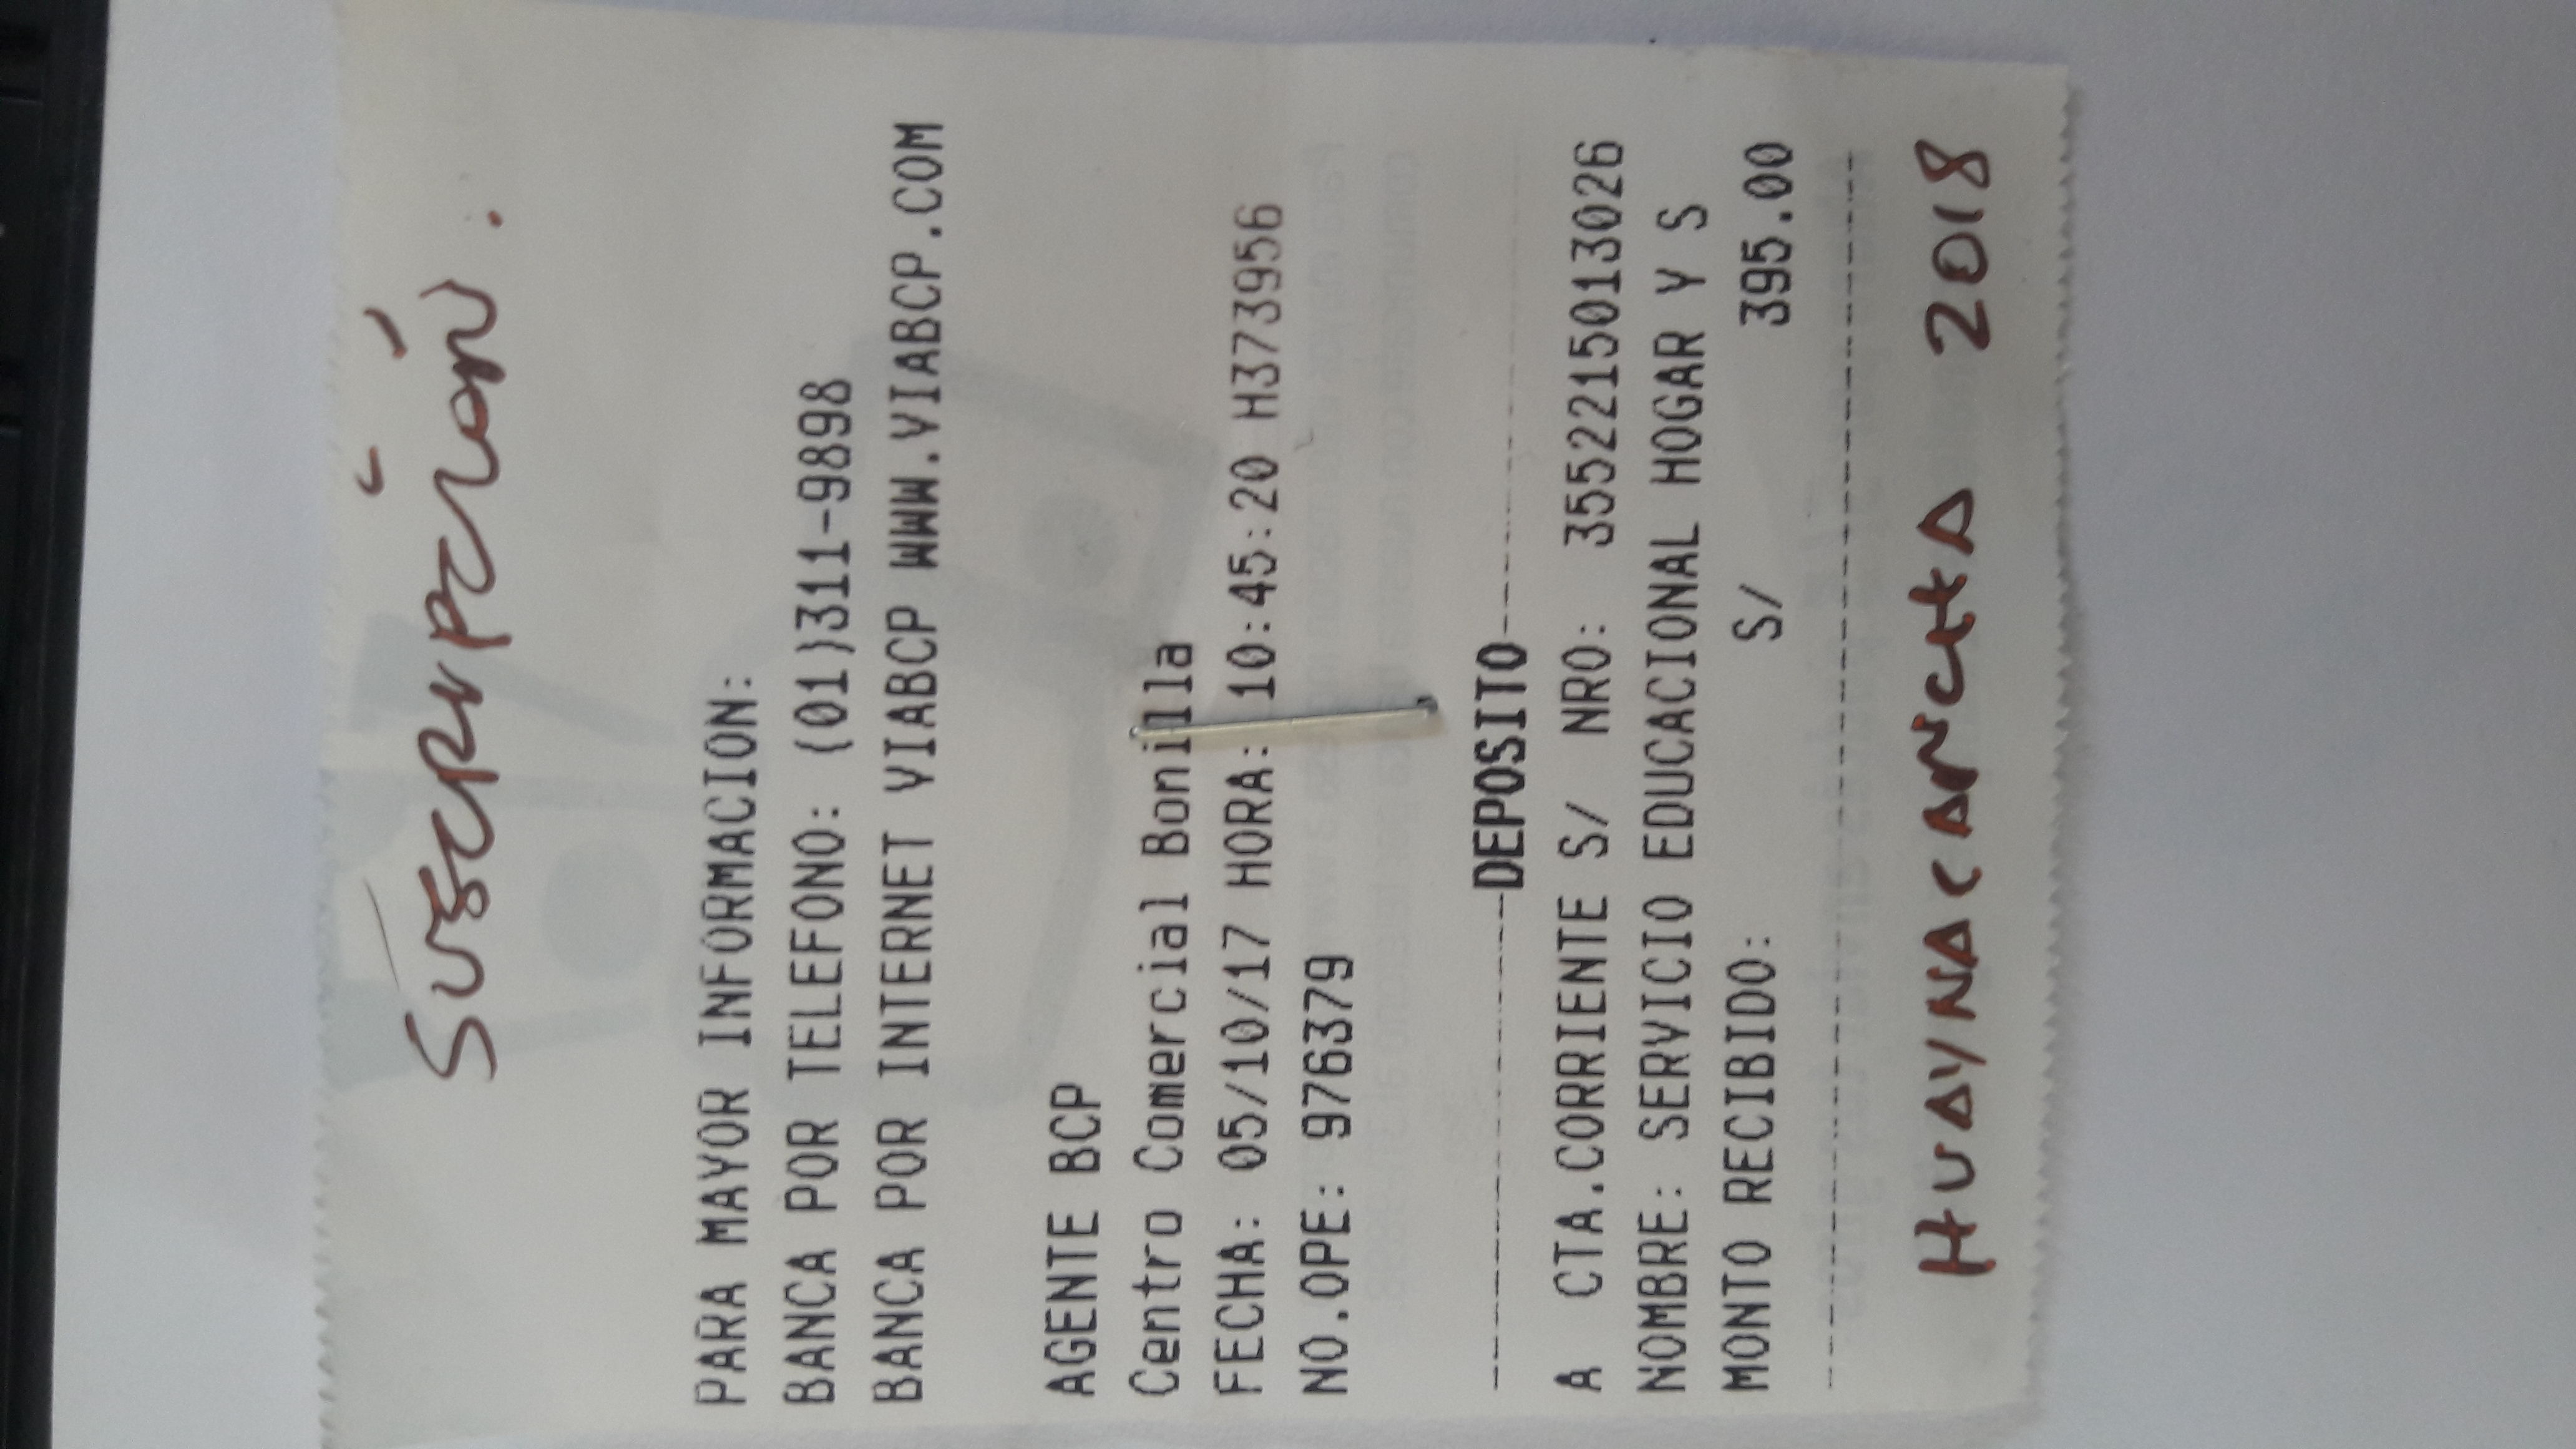 SUSCRIPCIÓN.
PARA MAYOR INFORMACION:
BANCA POR TELEFONO: (01)311-9898
BANCA POR INTERNET VIABCP WWW.VIABCP.COM
AGENTE BCP
Centro Comercial Bonilla
FECHA: 05/10/17 HORA: 10:45:20 H373956
NO.OPE: 976379
DEPOSITO
A CTA.CORRIENTE S/ NRO: 3552215013026
NOMBRE: SERVICIO EDUCACIONAL HOGAR Y S
MONTO RECIBIDO: S/ 395.00
HUAYNACANCHA 2018